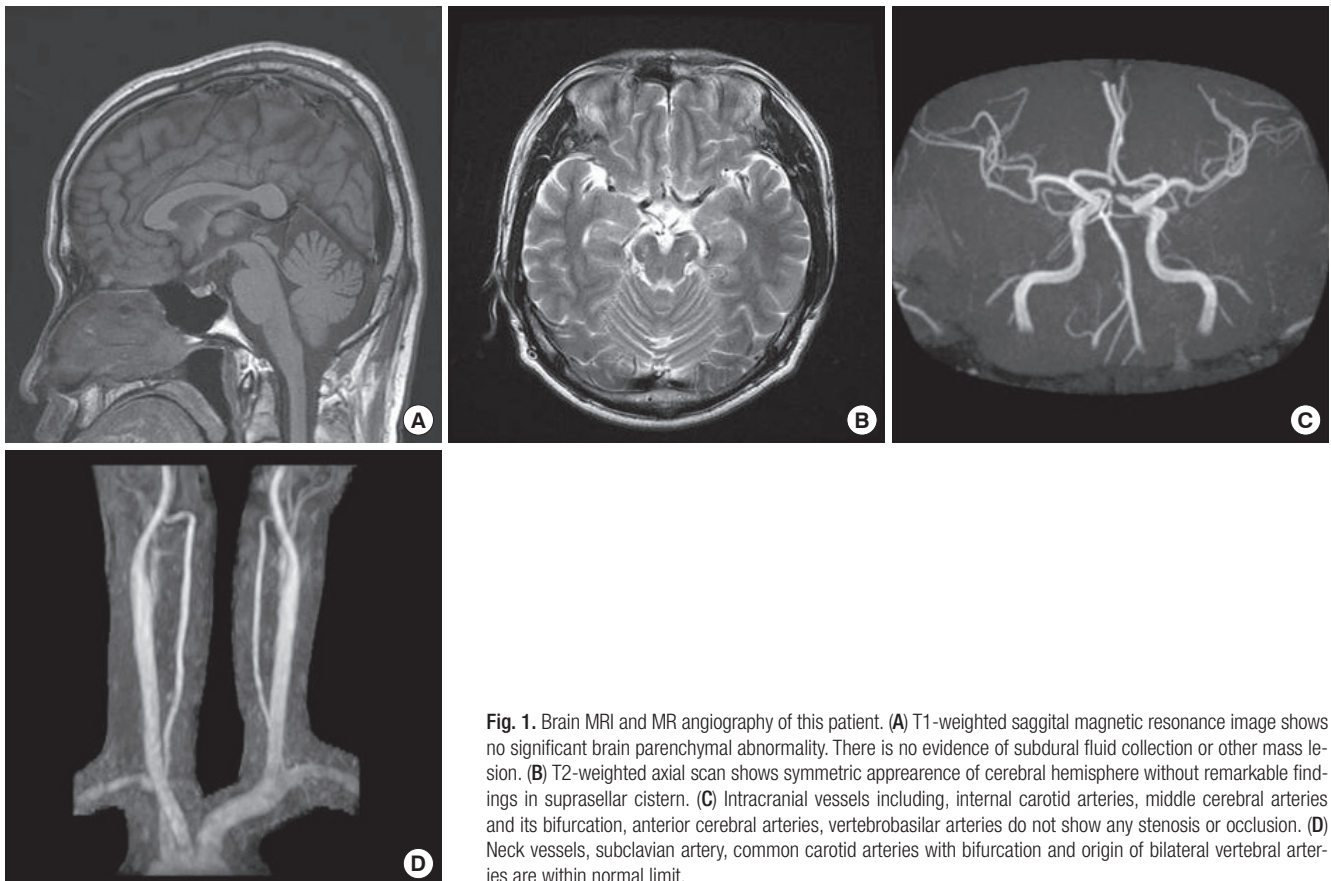 A
B
C
D
Fig. 1. Brain MRI and MR angiography of this patient. (A) T1-weighted saggital magnetic resonance image shows
no significant brain parenchymal abnormality. There is no evidence of subdural fluid collection or other mass le-
sion. (B) T2-weighted axial scan shows symmetric apprearence of cerebral hemisphere without remarkable find-
ings in suprasellar cistern. (C) Intracranial vessels including, internal carotid arteries, middle cerebral arteries
and its bifurcation, anterior cerebral arteries, vertebrobasilar arteries do not show any stenosis or occlusion. (D)
Neck vessels, subclavian artery, common carotid arteries with bifurcation and origin of bilateral vertebral arter-
ies are within normal limit.